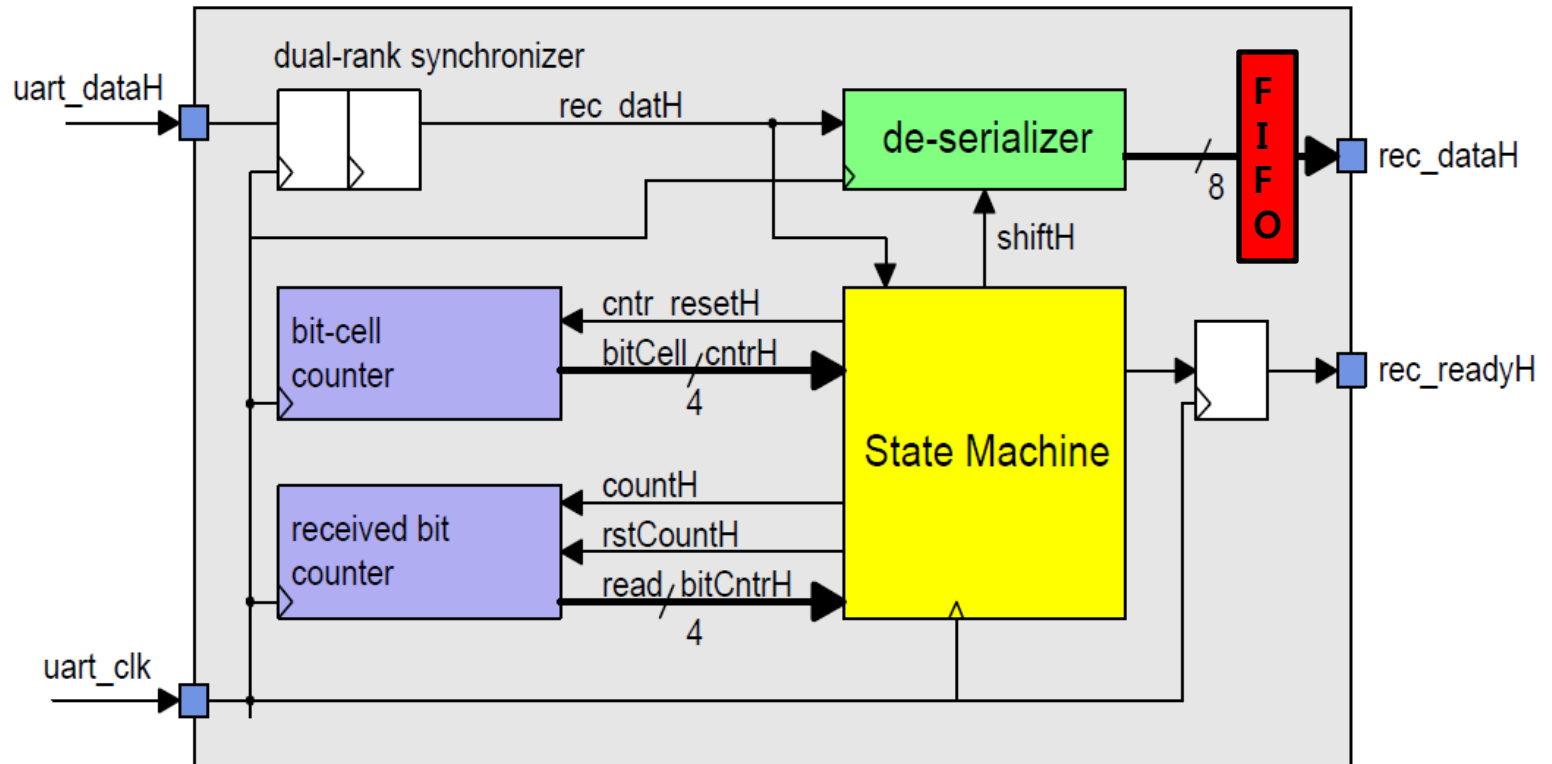 dual-rank synchronizer
uart_dataH
rec_datH
de-serializer
F
I
F
O
8
rec_dataH
shiftH
bit-cell
counter
cntr_resetH
bitCell_cntrH
4
State Machine
rec_readyH
received bit
counter
countH
rstCountH
read_bitCntrH
4
uart_clk